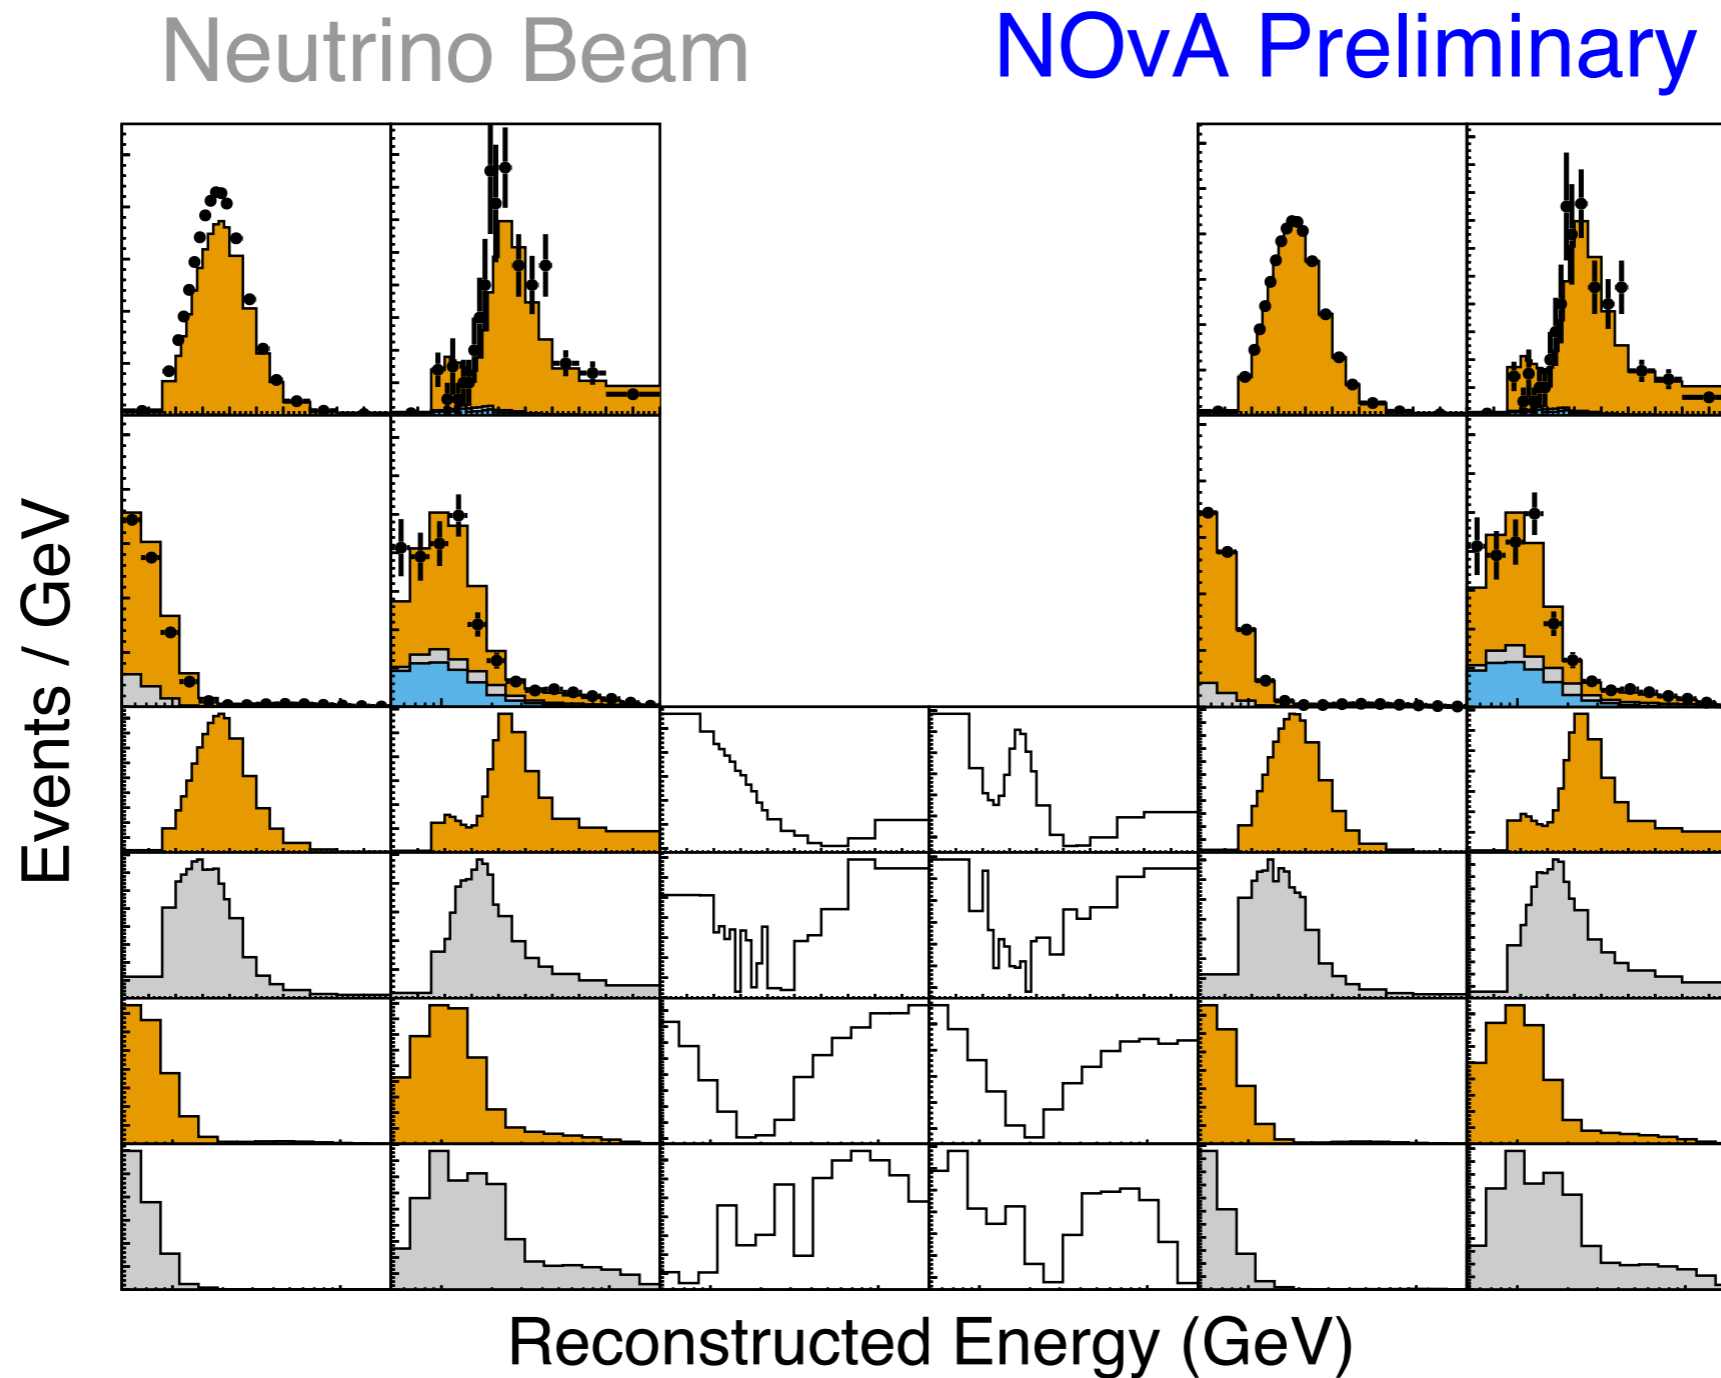 Neutrino Beam
NOvA Preliminary
Events / GeV
Reconstructed Energy (GeV)